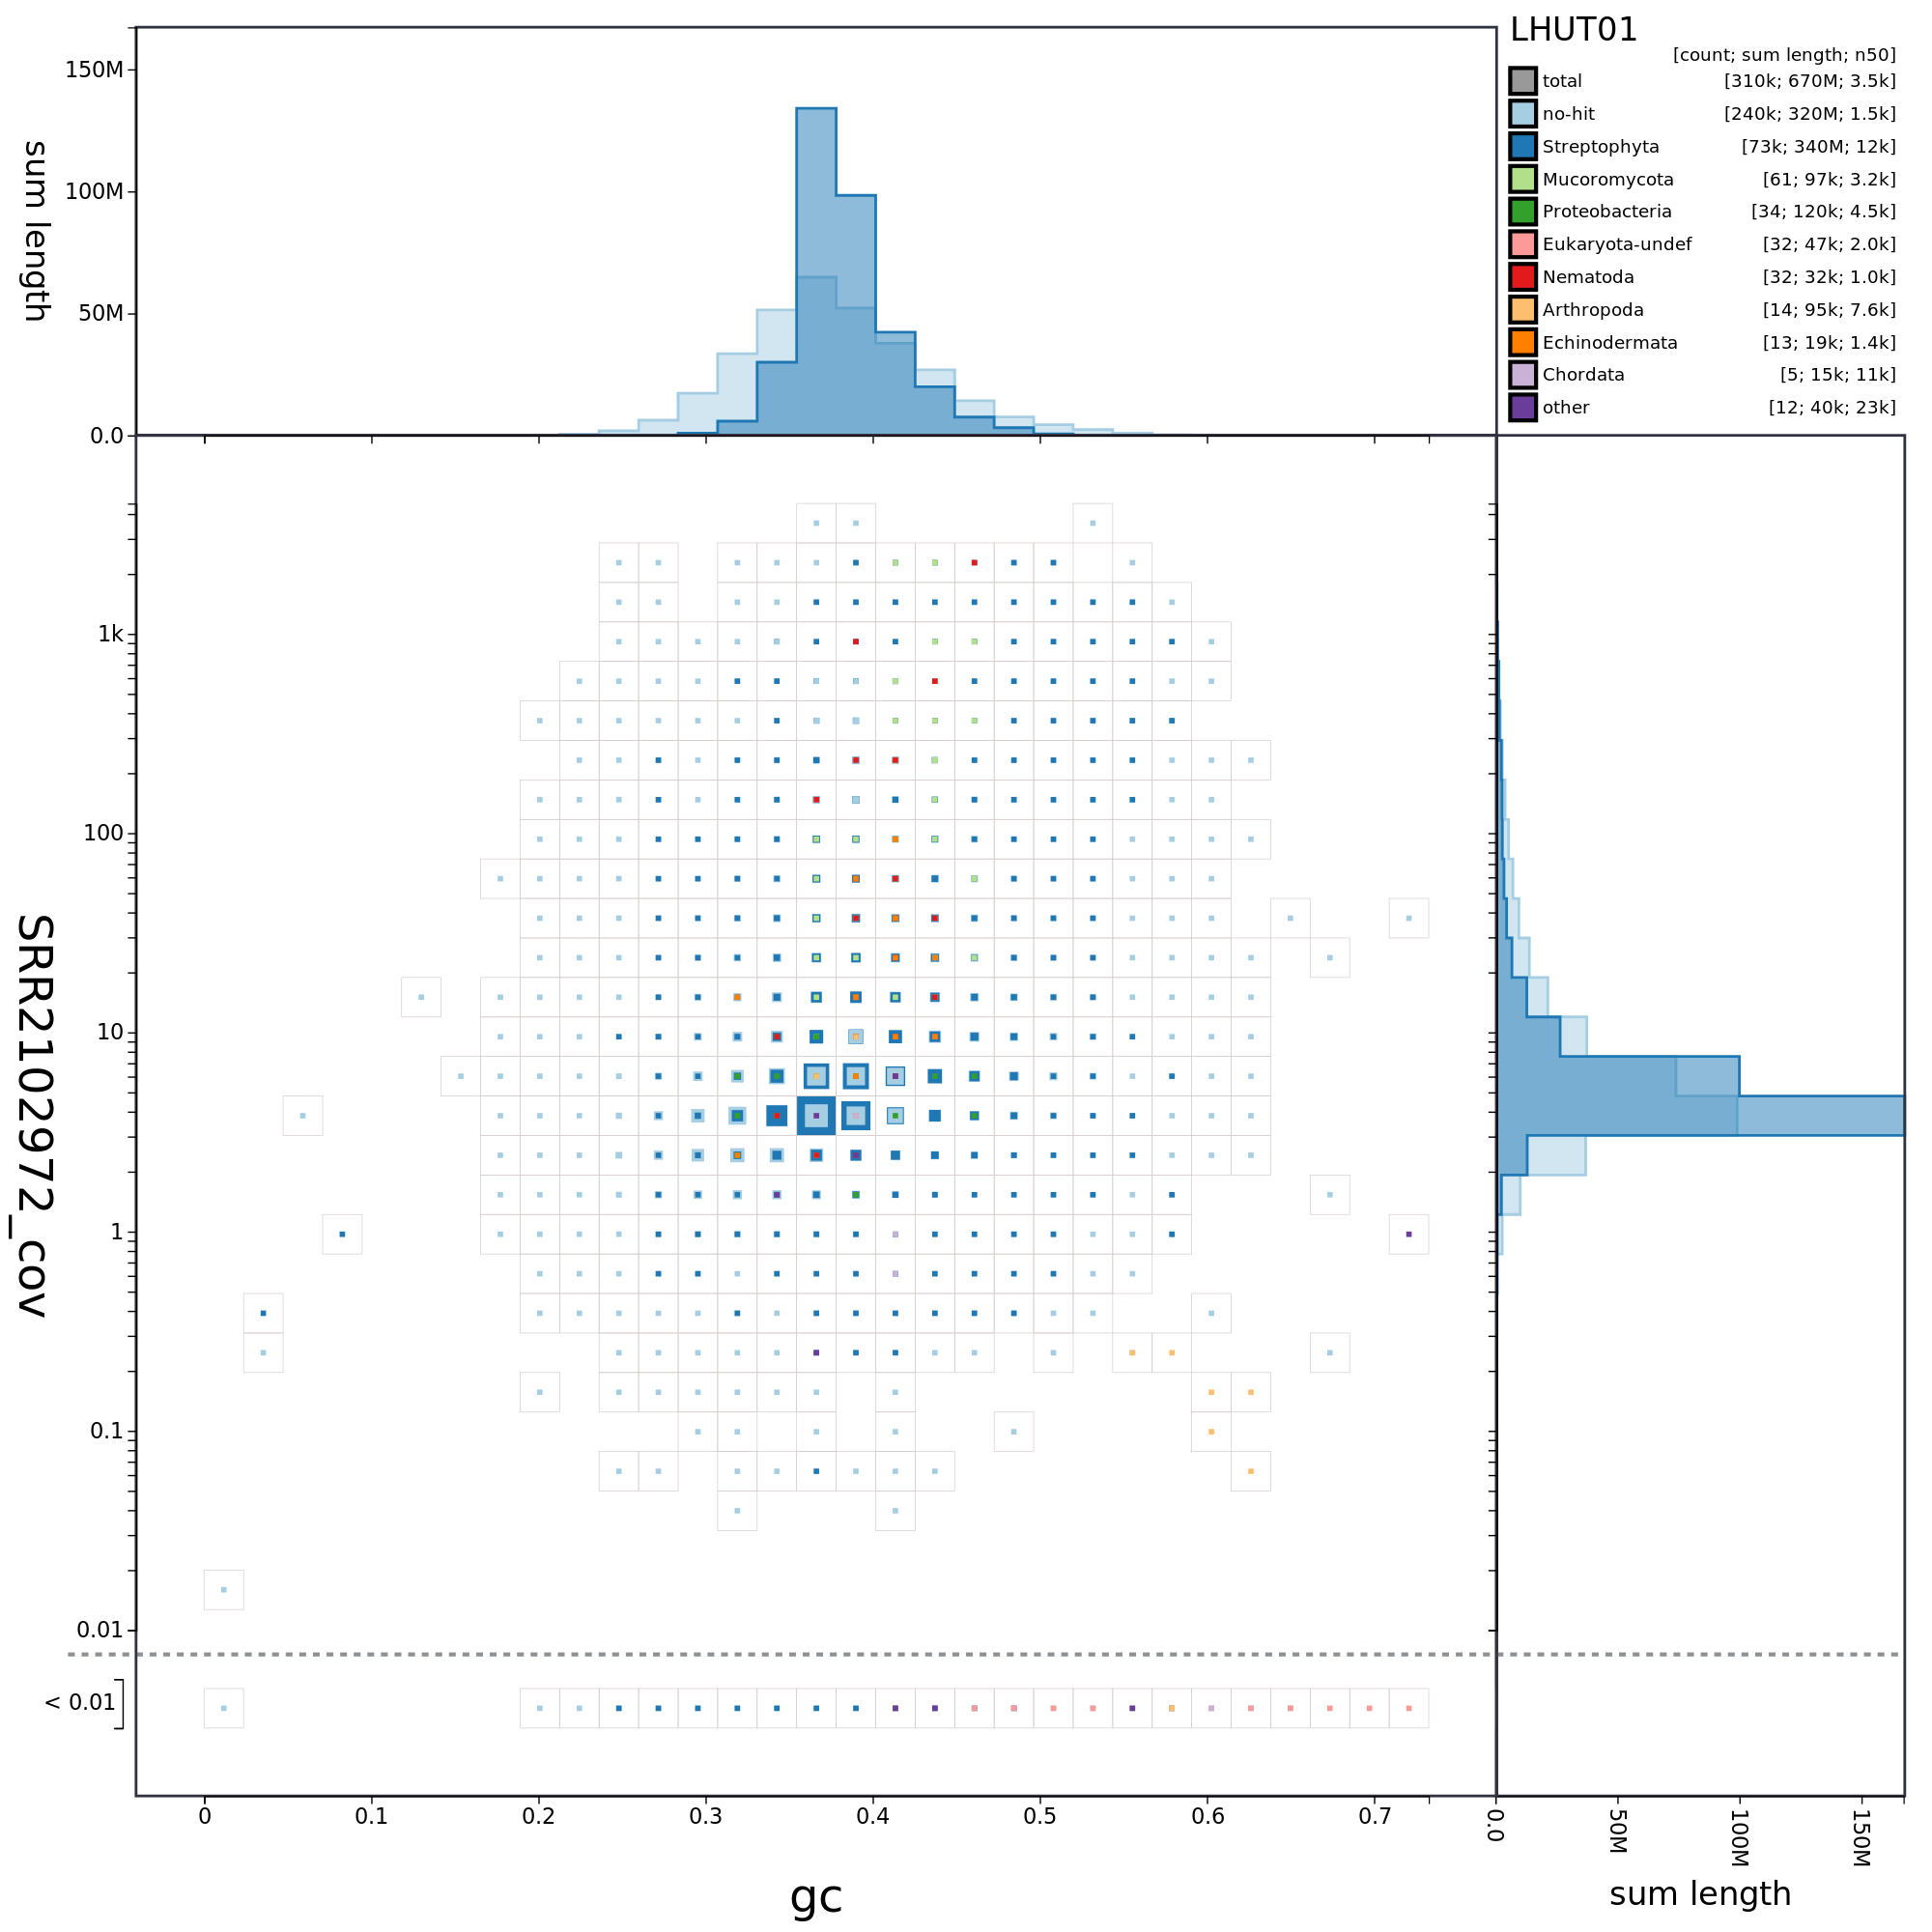 LHUT01
[count; sum length; n50]
total [310k; 670M; 3.5k]
no-hit [240k; 320M; 1.5k]
Streptophyta [73k; 340M; 12k]
Mucoromycota [61; 97k; 3.2k]
Proteobacteria [34; 120k; 4.5k]
Eukaryota-undef [32; 47k; 2.0k]
Nematoda [32; 32k; 1.0k]
Arthropoda [14; 95k; 7.6k]
Echinodermata [13; 19k; 1.4k]
Chordata [5; 15k; 11k]
other [12; 40k; 23k]
sum length
150M
100M
50M
0.0
SRR2102972_cov
1k
100
10
1
0.1
0.01
< 0.01
0 0.1 0.2 0.3 0.4 0.5 0.6 0.7
gc
0.0 50M 100M 150M
sum length